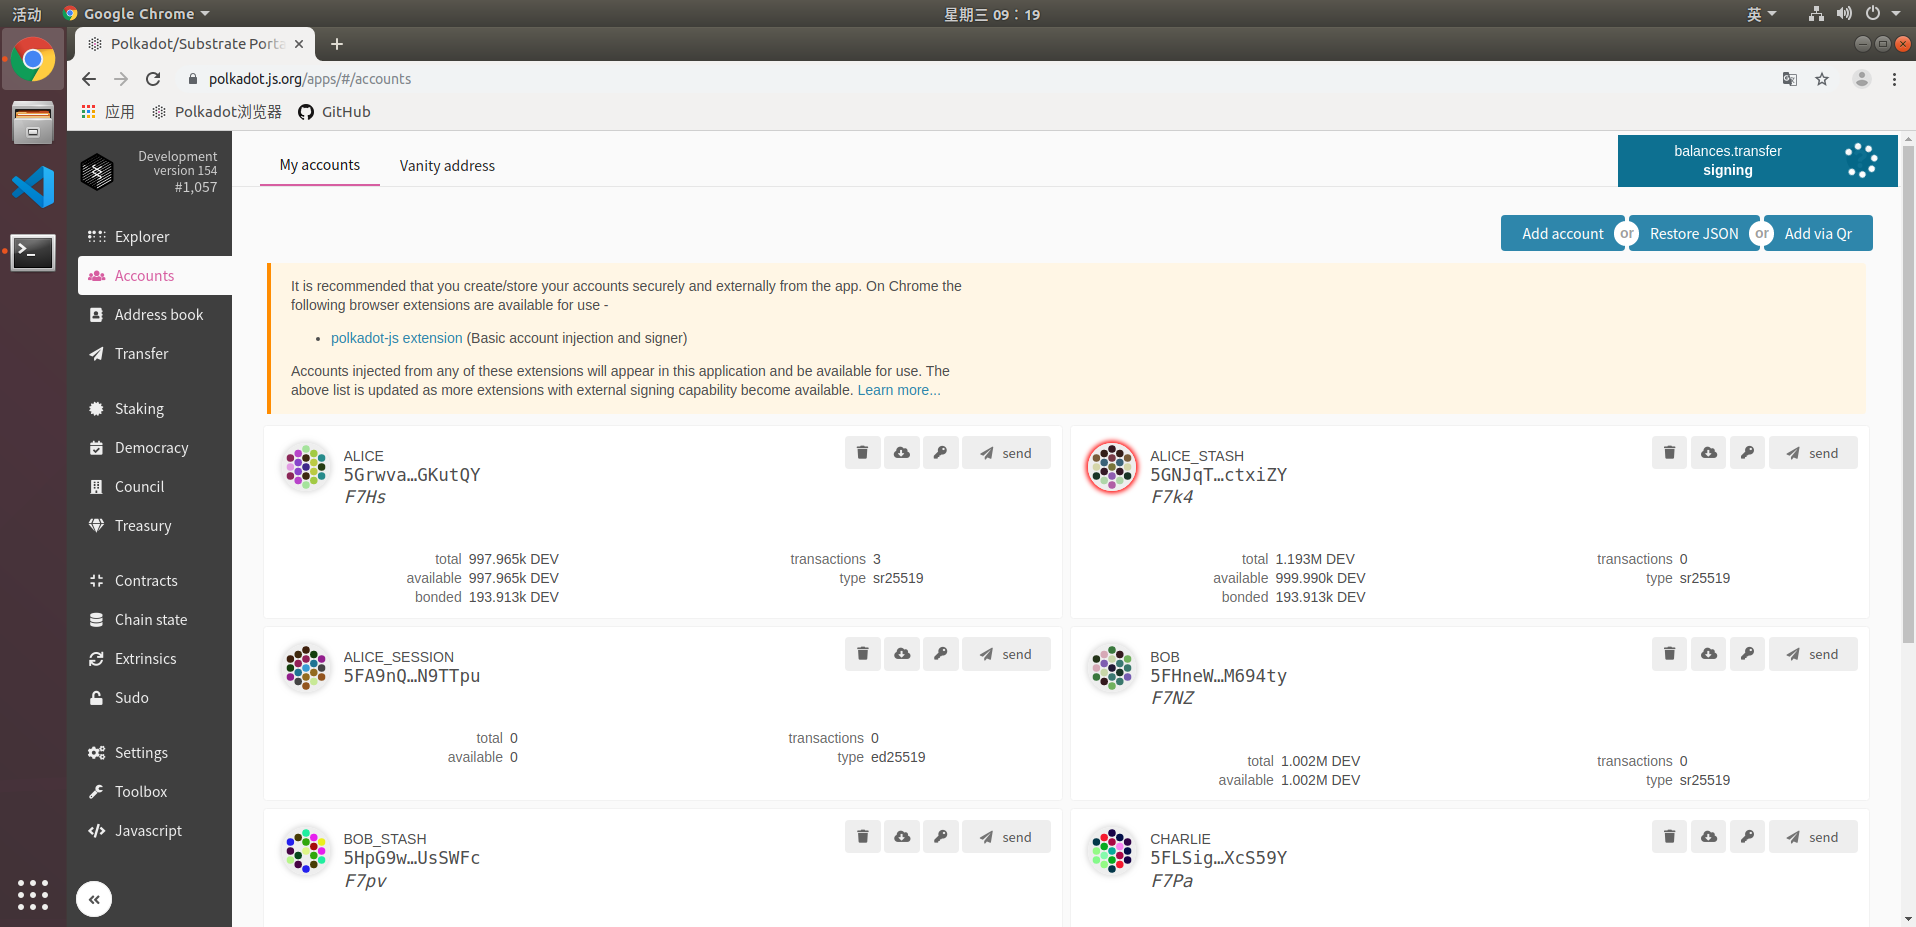 活动
Google Chrome
星期三 09：19
英
Polkadot/Substrate Porta
polkadot.js.org/apps/#/accounts
应用
Polkadot浏览器
GitHub
Development
version 154
#1,057
Explorer
Accounts
Address book
Transfer
Staking
Democracy
Council
Treasury
Contracts
Chain state
Extrinsics
Sudo
Settings
Toolbox
Javascript
My accounts
Vanity address
balances.transfer
signing
Add account or Restore JSON or Add via Qr
It is recommended that you create/store your accounts securely and externally from the app. On Chrome the
following browser extensions are available for use -
• polkadot-js extension (Basic account injection and signer)
Accounts injected from any of these extensions will appear in this application and be available for use. The
above list is updated as more extensions with external signing capability become available. Learn more...
ALICE
5Grwva…GKutQY
F7Hs
send
total 997.965k DEV
available 997.965k DEV
bonded 193.913k DEV
transactions 3
type sr25519
ALICE_STASH
5GNJqT…ctxiZY
F7k4
send
total 1.193M DEV
available 999.990k DEV
bonded 193.913k DEV
transactions 0
type sr25519
ALICE_SESSION
5FA9nQ…N9TTpu
send
total 0
available 0
transactions 0
type ed25519
BOB
5FHneW…M694ty
F7NZ
send
total 1.002M DEV
available 1.002M DEV
transactions 0
type sr25519
BOB_STASH
5HpG9w…UsSWFc
F7pv
send
CHARLIE
5FLSig…XcS59Y
F7Pa
send